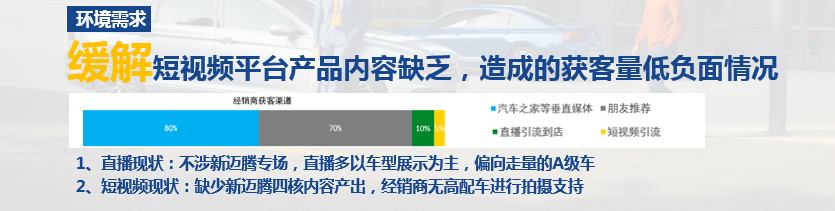 环境需求
缓解短视频平台产品内容缺乏，造成的获客量低负面情况
经销商获客渠道
80% 70% 10% 5%
汽车之家等垂直媒体 朋友推荐
直播引流到店 短视频引流
1、直播现状：不涉新迈腾专场，直播多以车型展示为主，偏向走量的A级车
2、短视频现状：缺少新迈腾四核内容产出，经销商无高配车进行拍摄支持